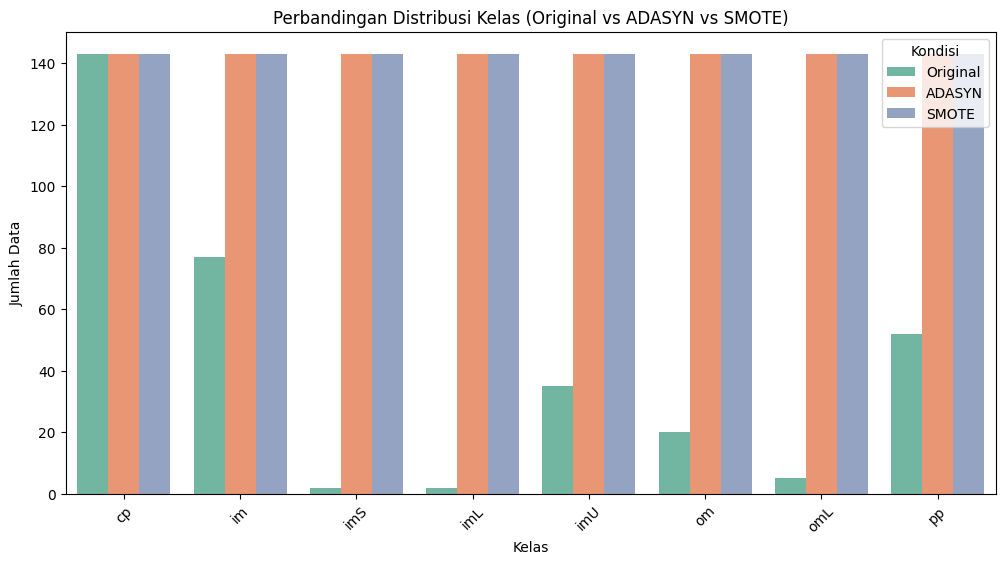 Perbandingan Distribusi Kelas (Original vs ADASYN vs SMOTE)
Kondisi
Original
ADASYN
SMOTE
Jumlah Data
140
120
100
80
60
40
20
0
cp
im
imS
imL
imU
om
omL
pp
Kelas